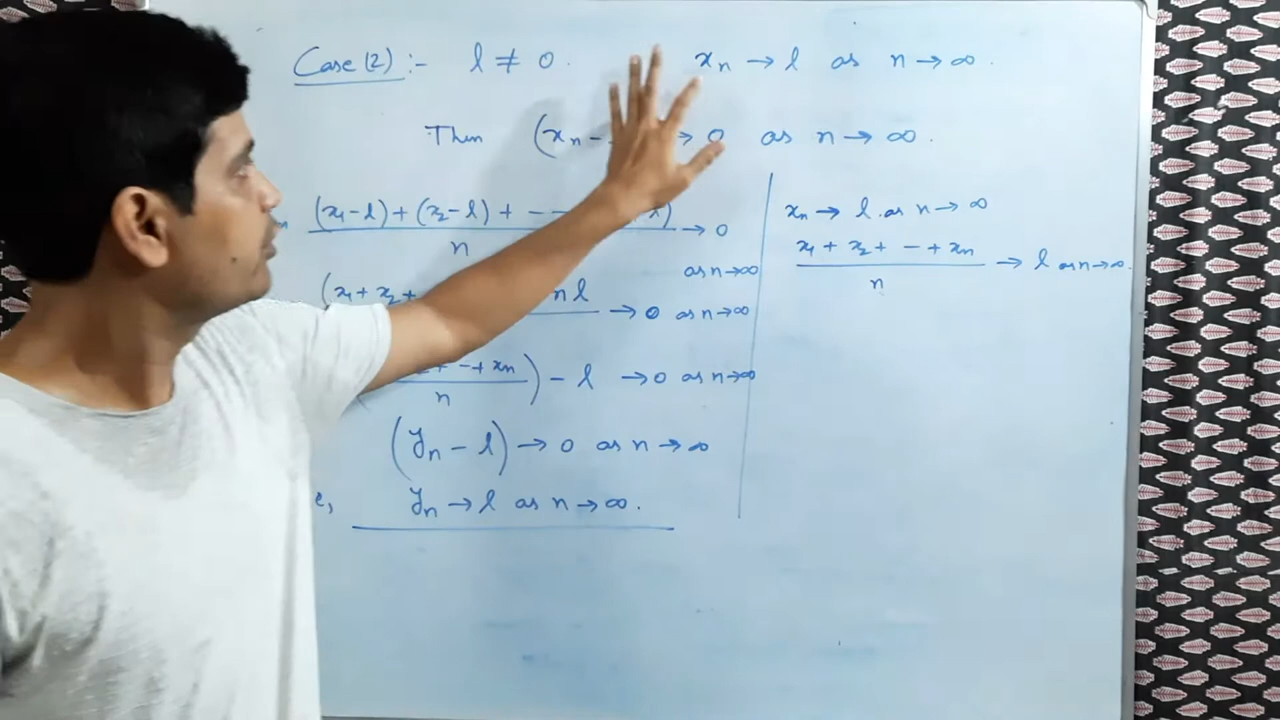 Case (2) :- l ≠ 0. xn → l as n → ∞.
Then (xn - → 0 as n → ∞.
(x1-l)+(x2-l)+ -- l) / n → 0
as n→∞
(x1+x2+ nl → 0 as n→∞
+ -+ xn / n) - l → 0 as n→∞
(yn - l) → 0 as n → ∞
e, yn → l as n → ∞.
xn → l as n → ∞
x1 + x2 + - + xn / n → l as n→∞.